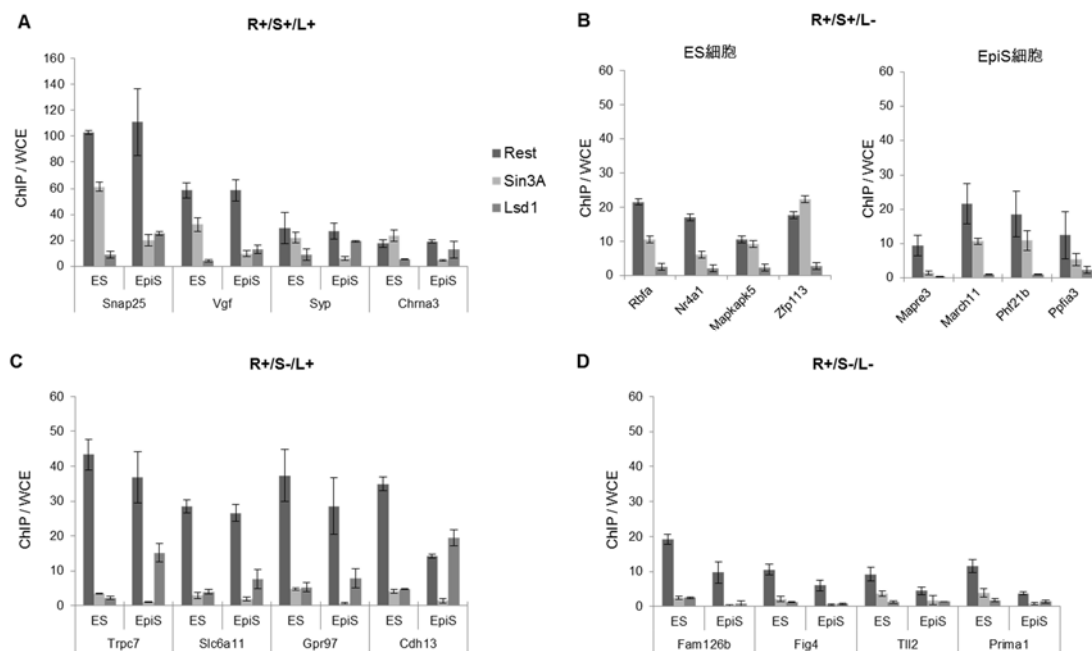 A
R+/S+/L+
ChIP / WCE
160
140
120
100
80
60
40
20
0
ES EpiS ES EpiS ES EpiS ES EpiS
Snap25 Vgf Syp Chrna3
Rest
Sin3A
Lsd1
B
R+/S+/L-
ES細胞
ChIP / WCE
60
50
40
30
20
10
0
Rbfa Nr4a1 Mapkapk5 Zfp113
EpiS細胞
60
50
40
30
20
10
0
Mapre3 March11 Phf21b Ppfia3
C
R+/S-/L+
ChIP / WCE
60
50
40
30
20
10
0
ES EpiS ES EpiS ES EpiS ES EpiS
Trpc7 Slc6a11 Gpr97 Cdh13
D
R+/S-/L-
ChIP / WCE
60
50
40
30
20
10
0
ES EpiS ES EpiS ES EpiS ES EpiS
Fam126b Fig4 Tll2 Prima1